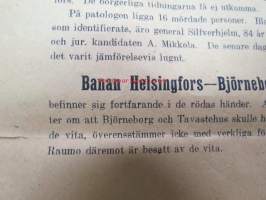 De borgerliga tidningarna få ej utkomma.
På patologen ligga 16 mördade personer.
som identifierats, äro general Silfverhjelm, 84 år
och jur. kandidaten A. Mikkola. De senare dag
det varit jämförelsevis lugnt.
Banan Helsingfors—Björneb
befinner sig fortfarande i de rödas händer. A
ter om att Björneborg och Tavastehus skulle h
de vita, överensstämmer icke med verkliga fö
Raumo däremot är besatt av de vita.